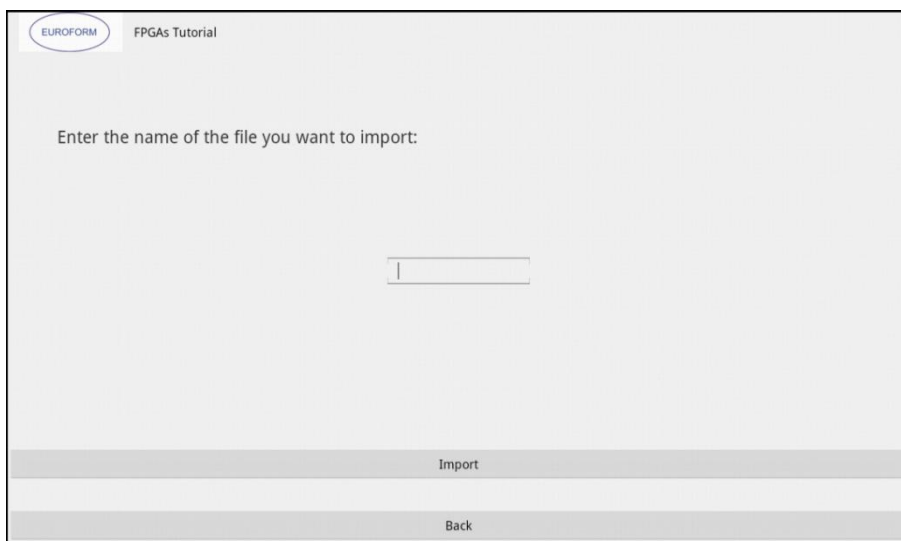 EUROFORM
FPGAs Tutorial
Enter the name of the file you want to import:
Import
Back